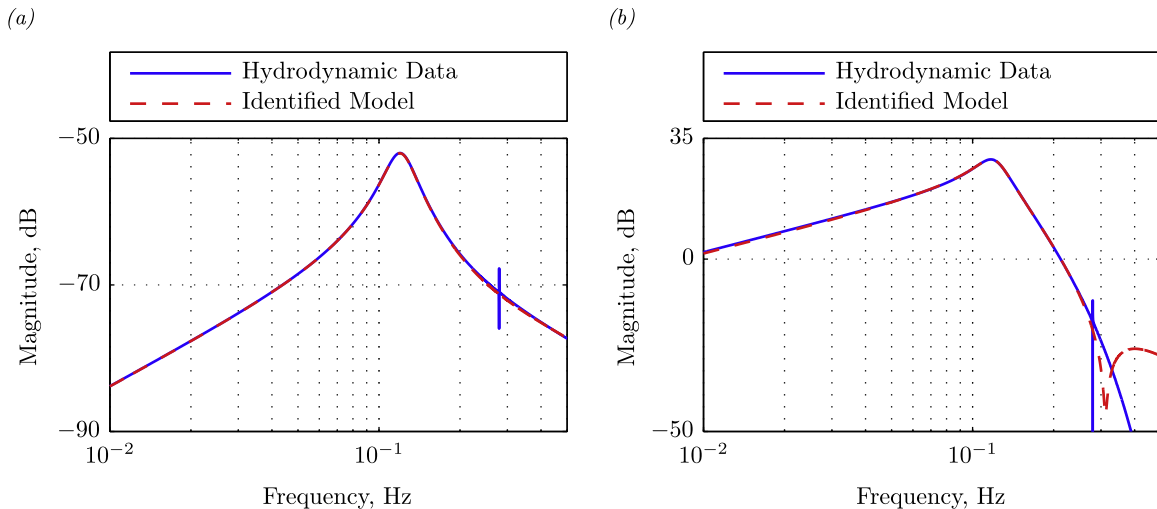 (a)
Hydrodynamic Data
Identified Model
−50
−70
−90
10⁻²
10⁻¹
Magnitude, dB
Frequency, Hz
(b)
Hydrodynamic Data
Identified Model
35
0
−50
10⁻²
10⁻¹
Magnitude, dB
Frequency, Hz